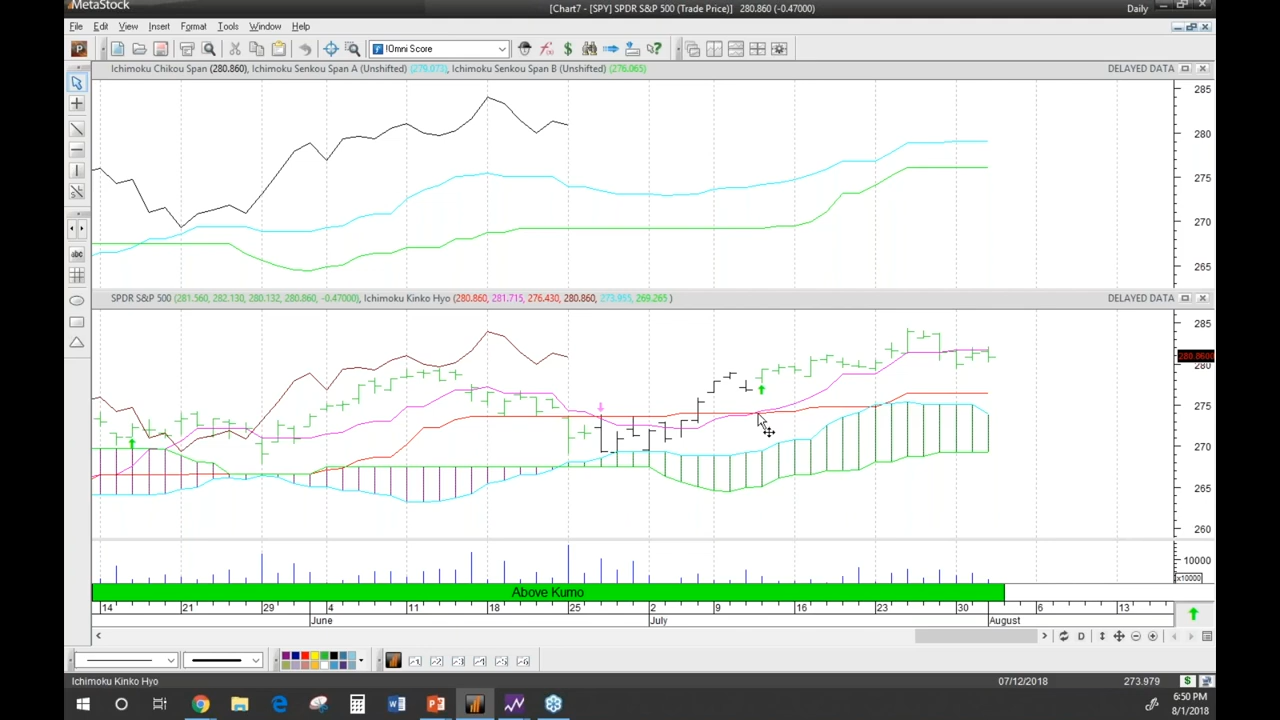 MetaStock
[Chart7 - [SPY] SPDR S&P 500 (Trade Price)] 280.860 (-0.47000)
Daily
File Edit View Insert Format Tools Window Help
!Omni Score
Ichimoku Chikou Span (280.860), Ichimoku Senkou Span A (Unshifted) (279.073), Ichimoku Senkou Span B (Unshifted) (276.065)
DELAYED DATA
285
280
275
270
265
SPDR S&P 500 (281.560, 282.130, 280.132, 280.860, -0.47000), Ichimoku Kinko Hyo (280.860, 281.715, 276.430, 280.860, 273.955, 269.265 )
DELAYED DATA
285
280.8600
275
270
265
260
10000
x10000
Above Kumo
14 21 29 4 11 18 25 2 9 16 23 30 6 13
June July August
D
abc
Ichimoku Kinko Hyo
07/12/2018
273.979
6:50 PM
8/1/2018